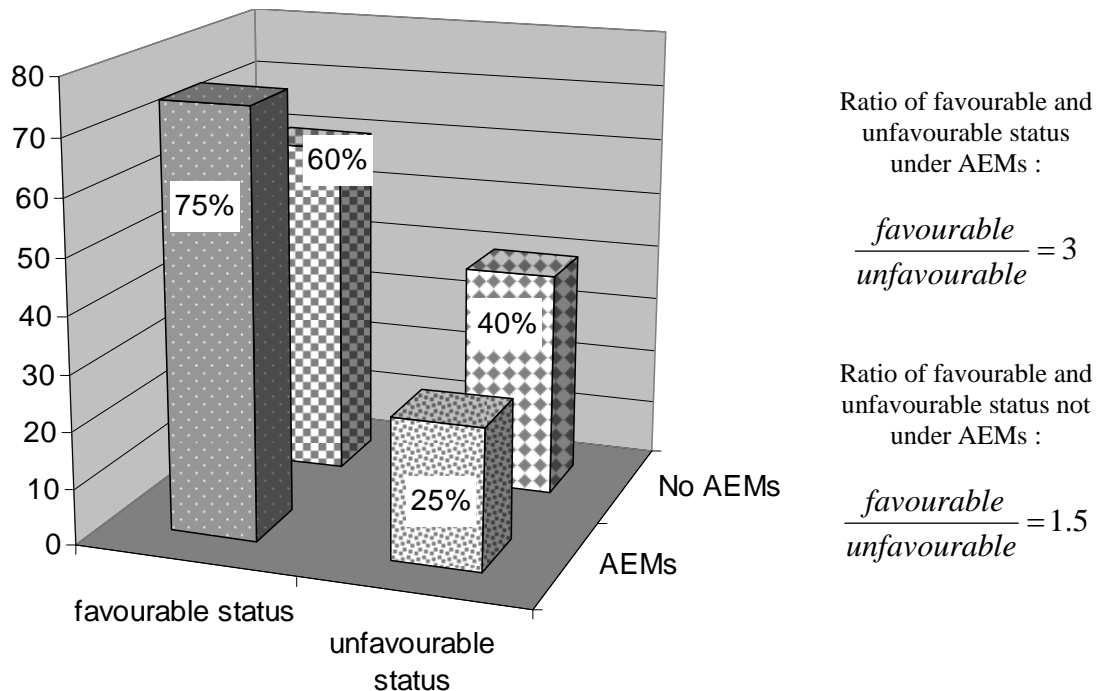 80
70
60
50
40
30
20
10
0
75%
60%
40%
25%
No AEMs
AEMs
favourable status
unfavourable
status
Ratio of favourable and
unfavourable status
under AEMs :
favourable
unfavourable = 3
Ratio of favourable and
unfavourable status not
under AEMs :
favourable
unfavourable = 1.5